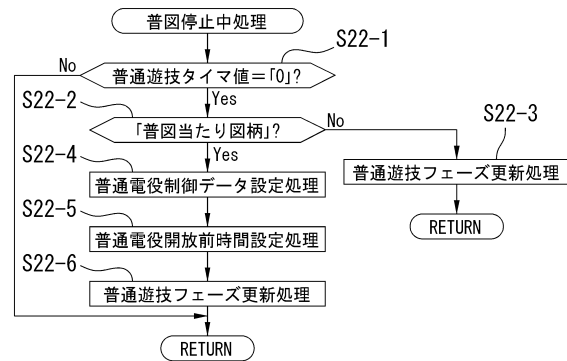 普図停止中処理
S22-1
No
普通遊技タイマ値=「0」?
S22-2
Yes
「普図当たり図柄」?
No
S22-3
S22-4
Yes
普通遊技フェーズ更新処理
普通電役制御データ設定処理
S22-5
RETURN
普通電役開放前時間設定処理
S22-6
普通遊技フェーズ更新処理
RETURN